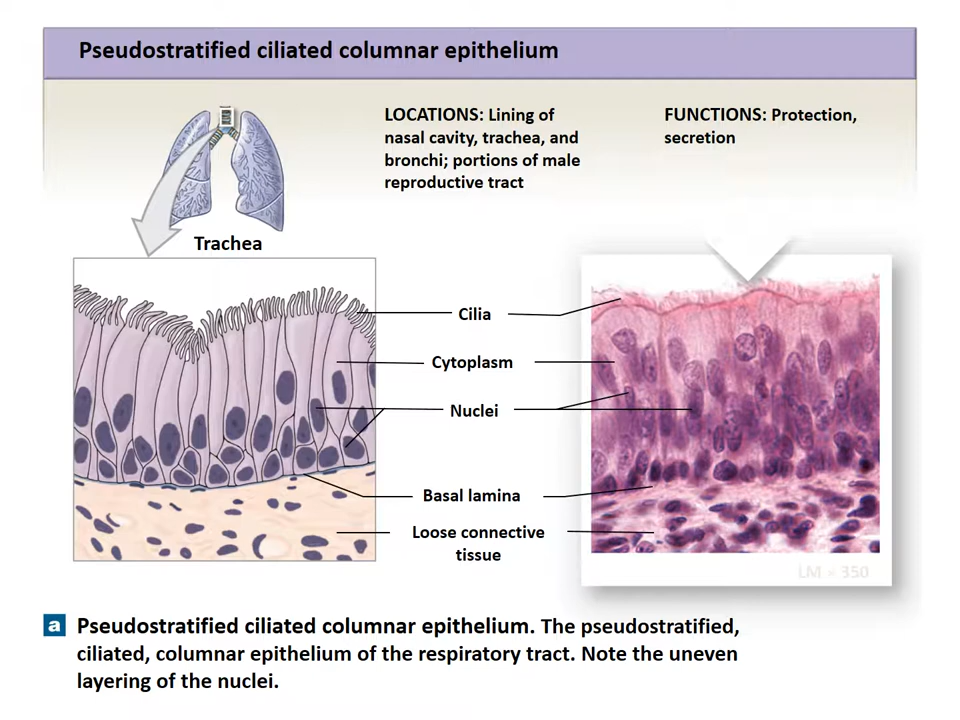 Pseudostratified ciliated columnar epithelium
LOCATIONS: Lining of
nasal cavity, trachea, and
bronchi; portions of male
reproductive tract
FUNCTIONS: Protection,
secretion
Trachea
Cilia
Cytoplasm
Nuclei
Basal lamina
Loose connective
tissue
LM × 350
a Pseudostratified ciliated columnar epithelium. The pseudostratified,
ciliated, columnar epithelium of the respiratory tract. Note the uneven
layering of the nuclei.